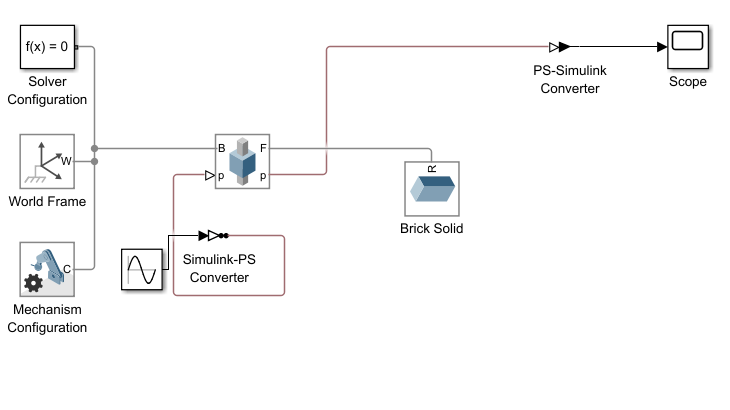 f(x) = 0
Solver
Configuration
PS-Simulink
Converter
Scope
W
World Frame
B
F
p
p
R
Brick Solid
C
Simulink-PS
Converter
Mechanism
Configuration